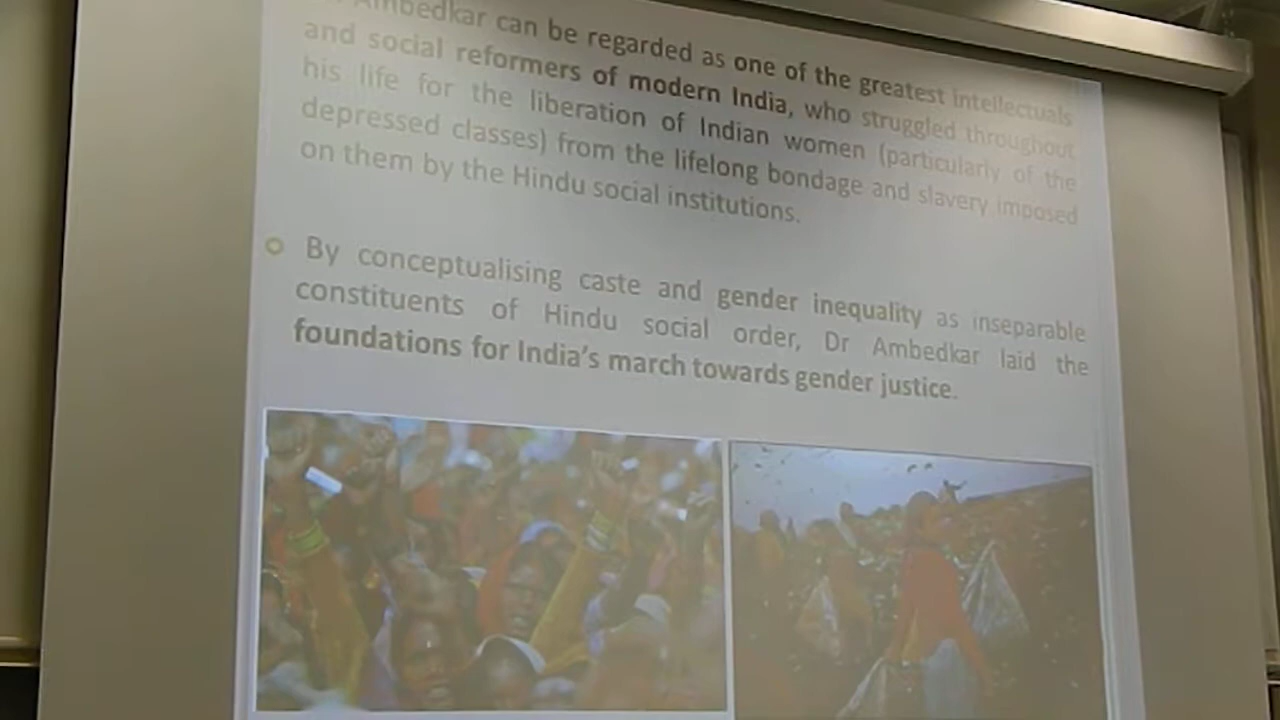 Ambedkar can be regarded as one of the greatest intellectuals
and social reformers of modern India, who struggled throughout
his life for the liberation of Indian women (particularly of the
depressed classes) from the lifelong bondage and slavery imposed
on them by the Hindu social institutions.
By conceptualising caste and gender inequality as inseparable
constituents of Hindu social order, Dr Ambedkar laid the
foundations for India's march towards gender justice.